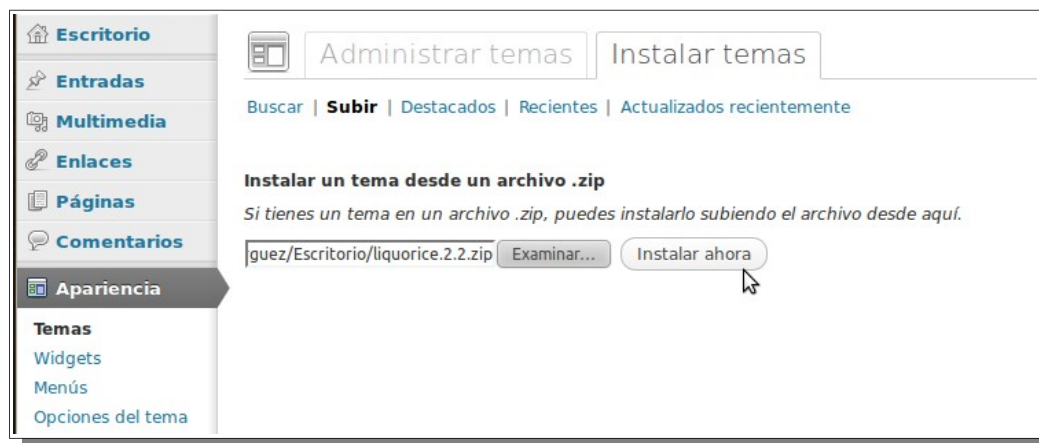 Escritorio
Entradas
Multimedia
Enlaces
Páginas
Comentarios
Apariencia
Temas
Widgets
Menús
Opciones del tema
Administrar temas Instalar temas
Buscar | Subir | Destacados | Recientes | Actualizados recientemente
Instalar un tema desde un archivo .zip
Si tienes un tema en un archivo .zip, puedes instalarlo subiendo el archivo desde aquí.
guez/Escritorio/liquorice.2.2.zip Examinar... Instalar ahora